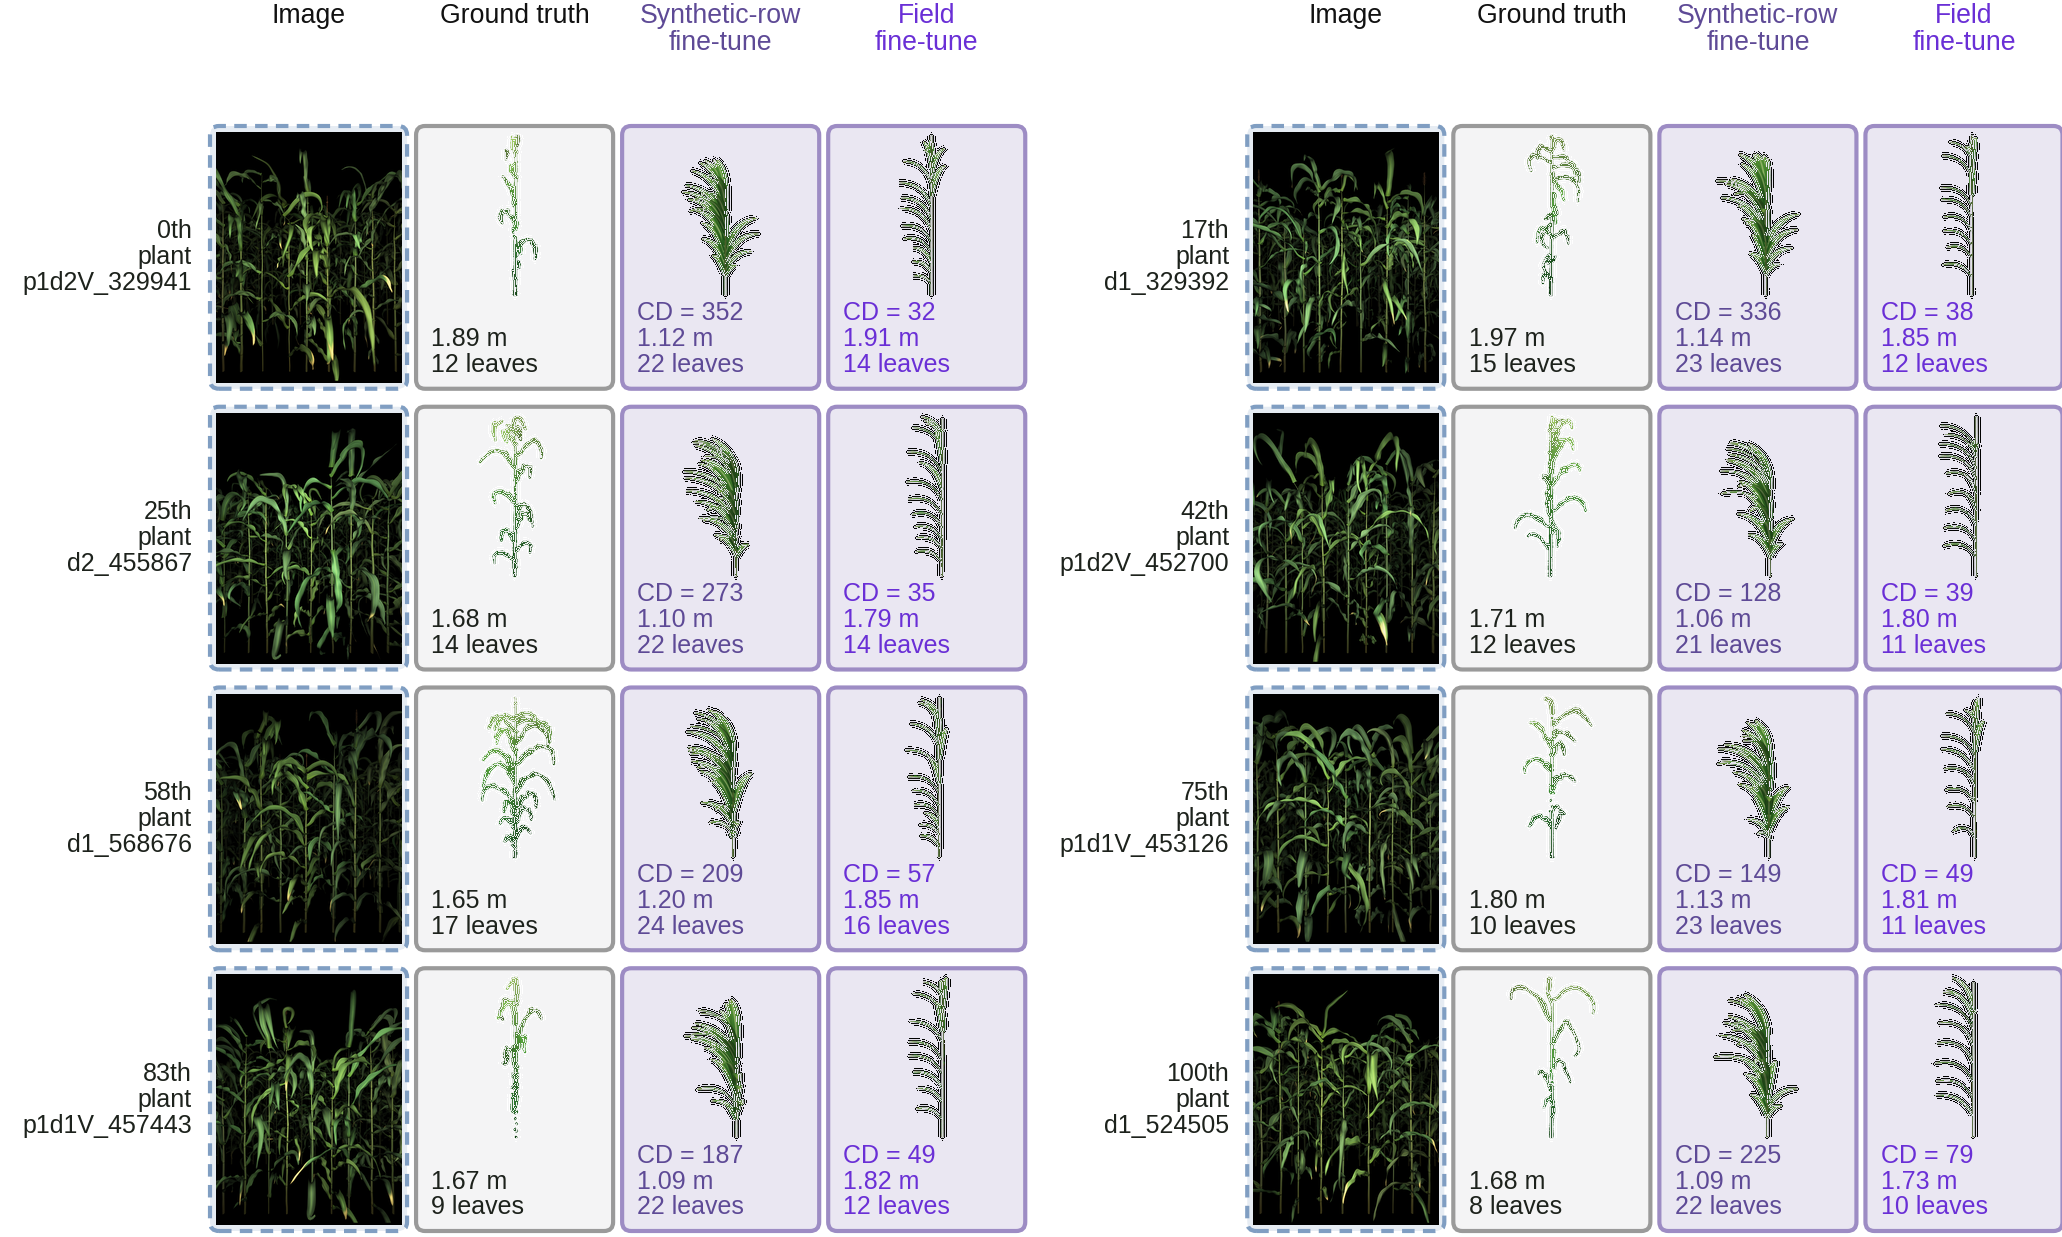 Image
Ground truth
Synthetic-row
fine-tune
Field
fine-tune
Image
Ground truth
Synthetic-row
fine-tune
Field
fine-tune
0th
plant
p1d2V_329941
1.89 m
12 leaves
CD = 352
1.12 m
22 leaves
CD = 32
1.91 m
14 leaves
17th
plant
d1_329392
1.97 m
15 leaves
CD = 336
1.14 m
23 leaves
CD = 38
1.85 m
12 leaves
25th
plant
d2_455867
1.68 m
14 leaves
CD = 273
1.10 m
22 leaves
CD = 35
1.79 m
14 leaves
42th
plant
p1d2V_452700
1.71 m
12 leaves
CD = 128
1.06 m
21 leaves
CD = 39
1.80 m
11 leaves
58th
plant
d1_568676
1.65 m
17 leaves
CD = 209
1.20 m
24 leaves
CD = 57
1.85 m
16 leaves
75th
plant
p1d1V_453126
1.80 m
10 leaves
CD = 149
1.13 m
23 leaves
CD = 49
1.81 m
11 leaves
83th
plant
p1d1V_457443
1.67 m
9 leaves
CD = 187
1.09 m
22 leaves
CD = 49
1.82 m
12 leaves
100th
plant
d1_524505
1.68 m
8 leaves
CD = 225
1.09 m
22 leaves
CD = 79
1.73 m
10 leaves